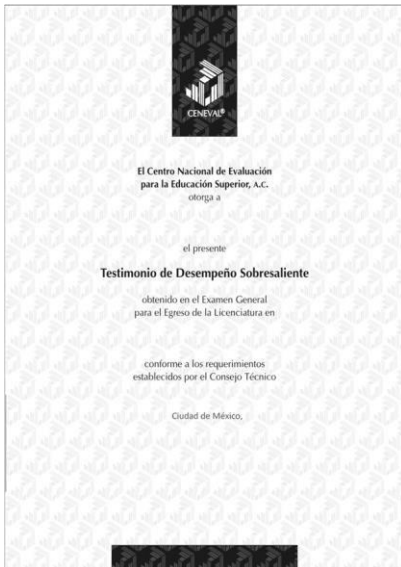 CENEVAL®
El Centro Nacional de Evaluación
para la Educación Superior, A.C.
otorga a
el presente
Testimonio de Desempeño Sobresaliente
obtenido en el Examen General
para el Egreso de la Licenciatura en
conforme a los requerimientos
establecidos por el Consejo Técnico
Ciudad de México,